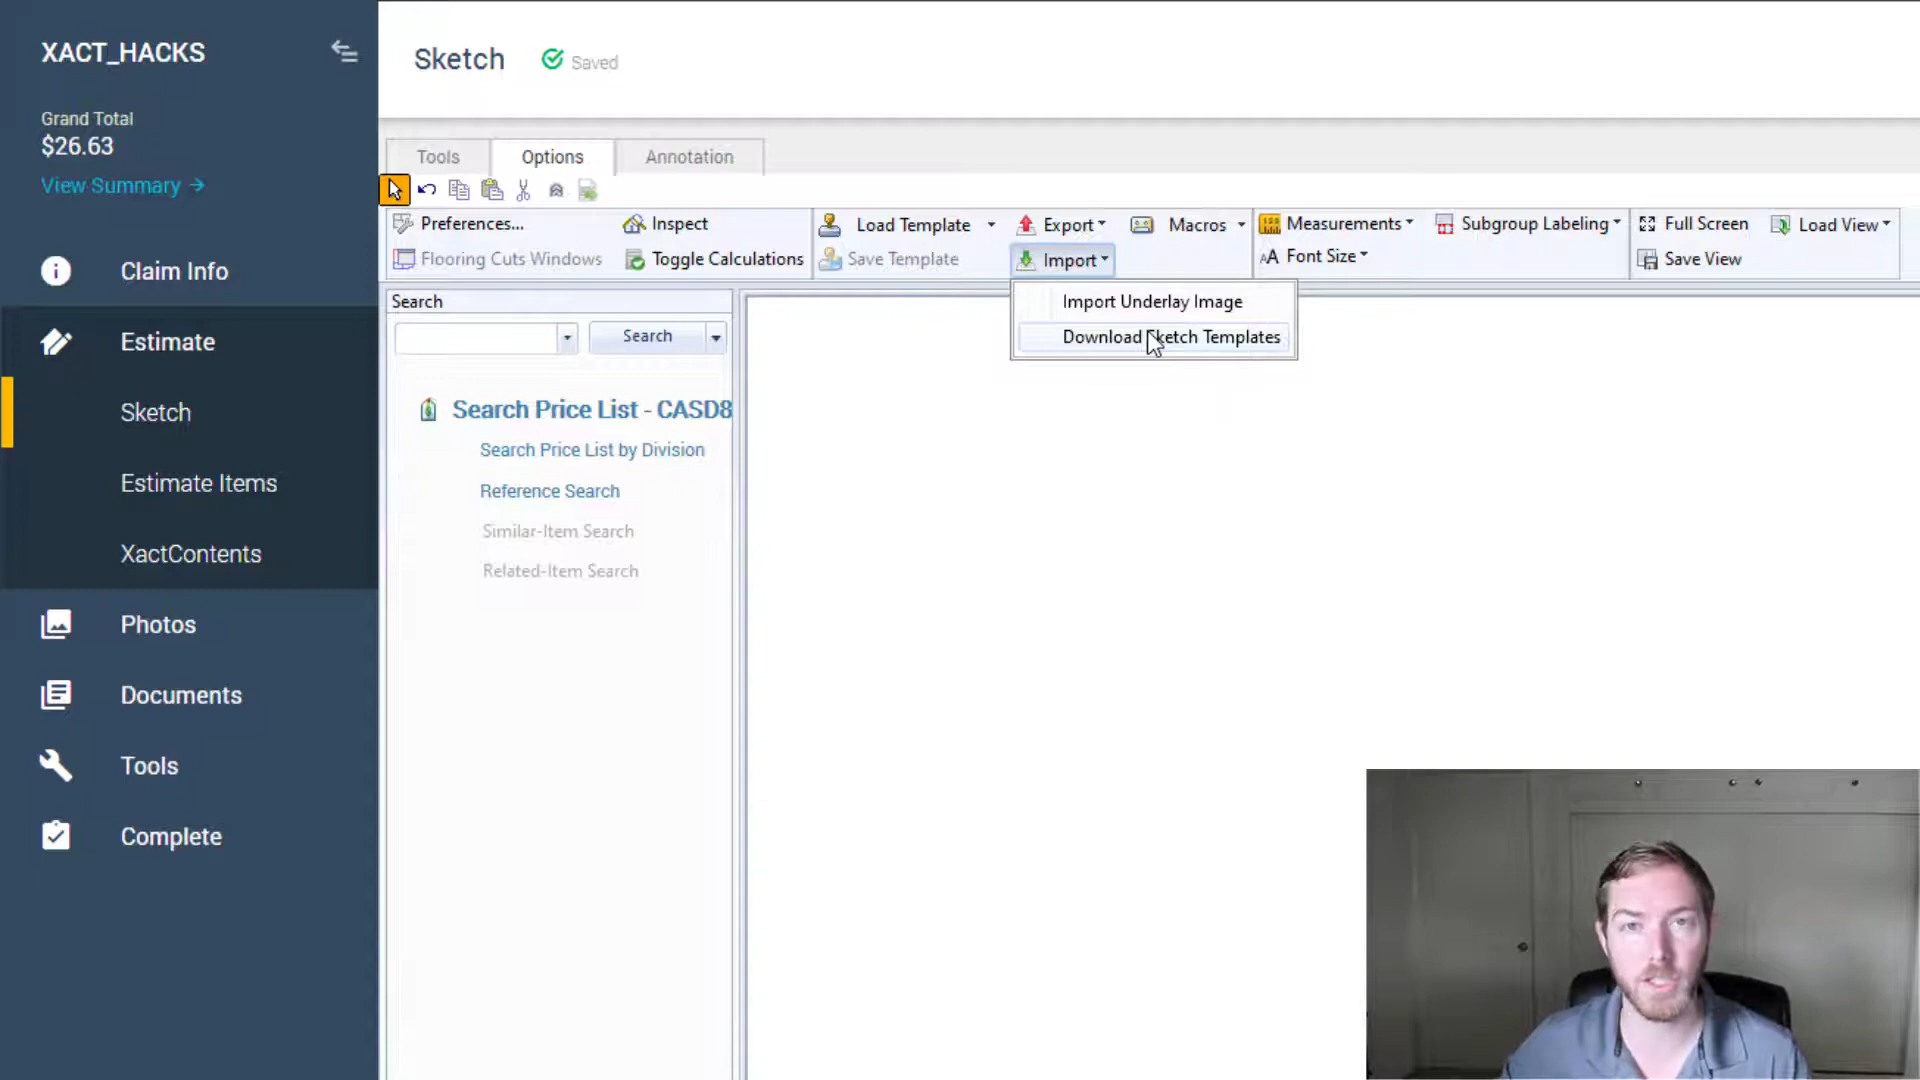 XACT_HACKS
Grand Total
$26.63
View Summary
Claim Info
Estimate
Sketch
Estimate Items
XactContents
Photos
Documents
Tools
Complete
Sketch Saved
Tools Options Annotation
Preferences... Inspect Load Template Export Macros Measurements Subgroup Labeling Full Screen Load View
Flooring Cuts Windows Toggle Calculations Save Template Import Font Size Save View
Import Underlay Image
Download Sketch Templates
Search
Search
Search Price List - CASD8
Search Price List by Division
Reference Search
Similar-Item Search
Related-Item Search